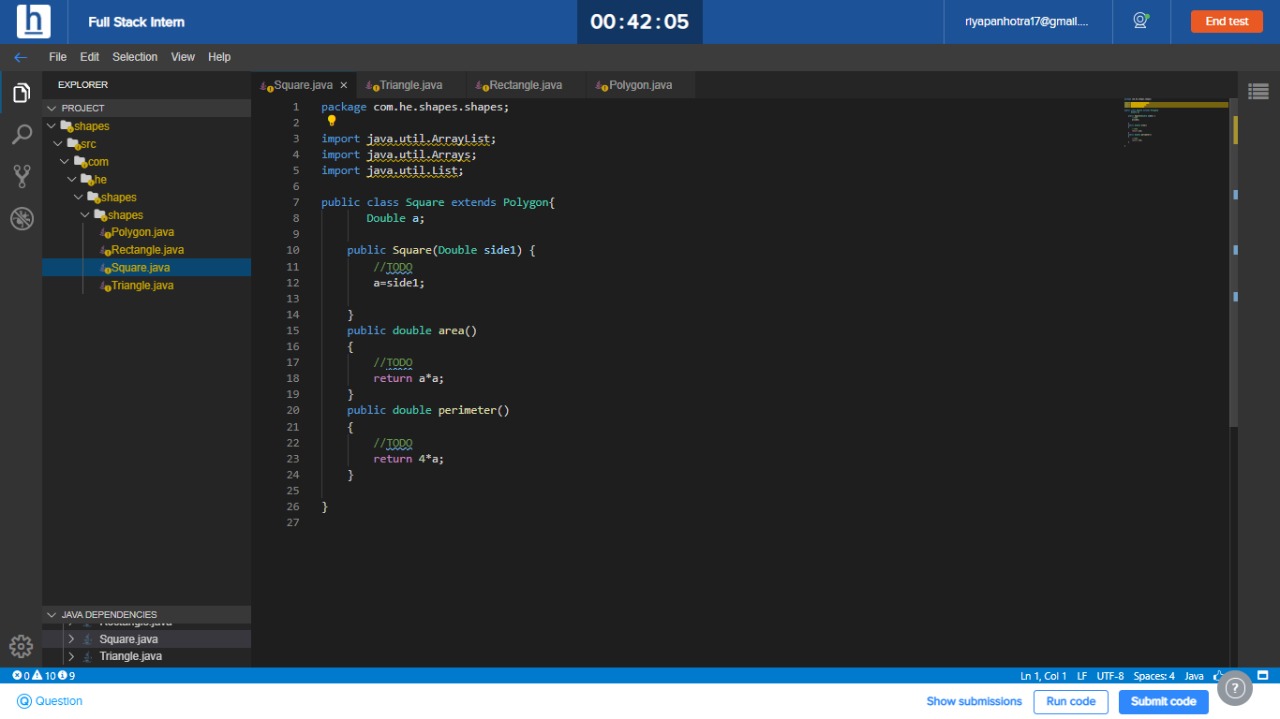 h Full Stack Intern 00:42:05 riyapanhotra17@gmail.... End test
File Edit Selection View Help
EXPLORER
PROJECT
shapes
src
com
he
shapes
shapes
Polygon.java
Rectangle.java
Square.java
Triangle.java
JAVA DEPENDENCIES
Rectangle.java
Square.java
Triangle.java
Square.java × Triangle.java Rectangle.java Polygon.java
1 package com.he.shapes.shapes;
2
3 import java.util.ArrayList;
4 import java.util.Arrays;
5 import java.util.List;
6
7 public class Square extends Polygon{
8 Double a;
9
10 public Square(Double side1) {
11 //TODO
12 a=side1;
13
14 }
15 public double area()
16 {
17 //TODO
18 return a*a;
19 }
20 public double perimeter()
21 {
22 //TODO
23 return 4*a;
24 }
25
26 }
27
0 10 9 Ln 1, Col 1 LF UTF-8 Spaces: 4 Java
Q Question Show submissions Run code Submit code ?